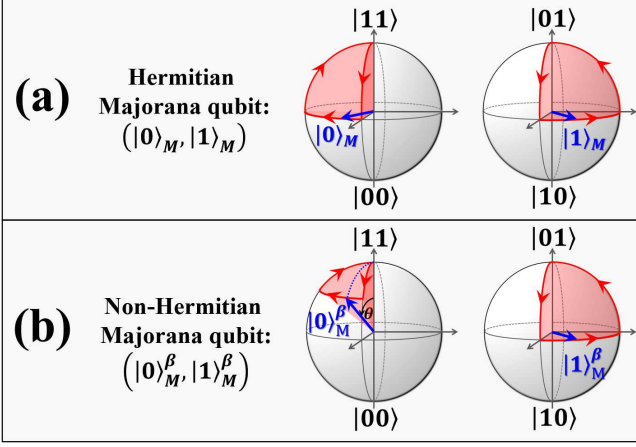 (a)
Hermitian
Majorana qubit:
(|0⟩_M, |1⟩_M)
|11⟩
|0⟩_M
|00⟩
|01⟩
|1⟩_M
|10⟩
(b)
Non-Hermitian
Majorana qubit:
(|0⟩_M^β, |1⟩_M^β)
|11⟩
θ
|0⟩_M^β
|00⟩
|01⟩
|1⟩_M^β
|10⟩